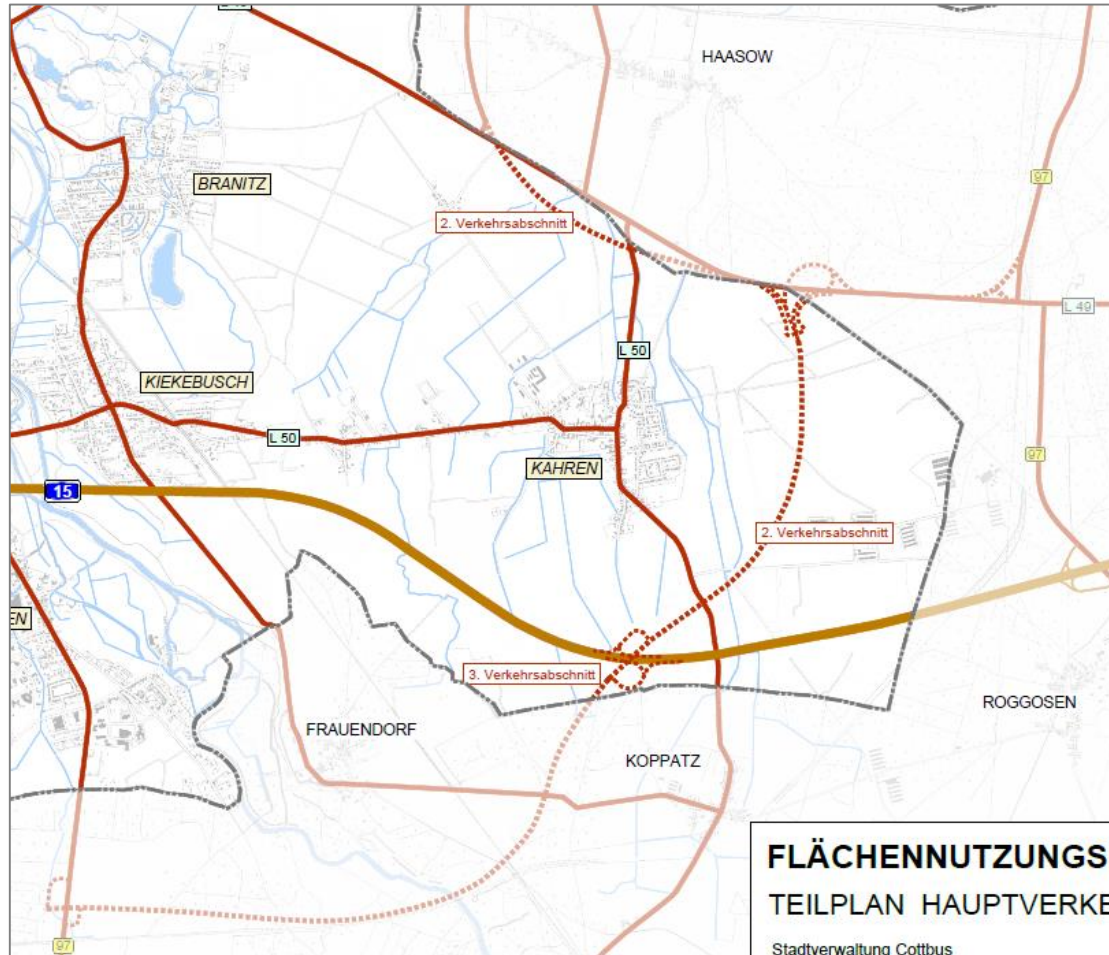 HAASOW
97
BRANITZ
2. Verkehrsabschnitt
L 49
L 50
KIEKEBUSCH
L 50
97
KAHREN
15
2. Verkehrsabschnitt
EN
3. Verkehrsabschnitt
ROGGOSEN
FRAUENDORF
KOPPATZ
FLÄCHENNUTZUNGS
TEILPLAN HAUPTVERKE
97
Stadtverwaltung Cottbus